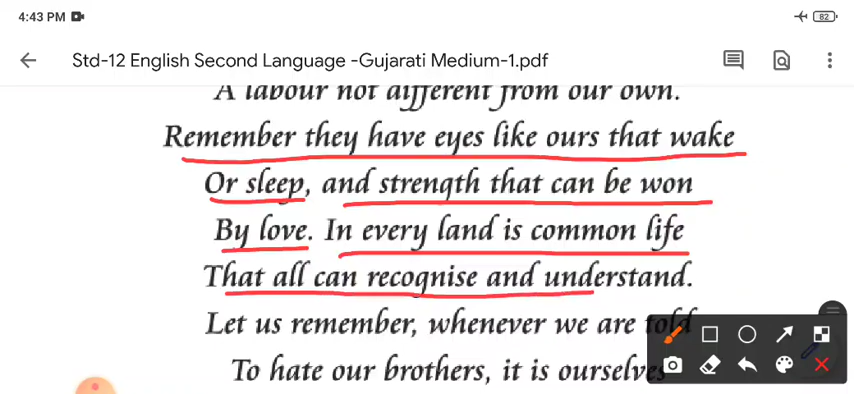 4:43 PM 82
Std-12 English Second Language -Gujarati Medium-1.pdf
A labour not different from our own.
Remember they have eyes like ours that wake
Or sleep, and strength that can be won
By love. In every land is common life
That all can recognise and understand.
Let us remember, whenever we are told
To hate our brothers, it is ourselves